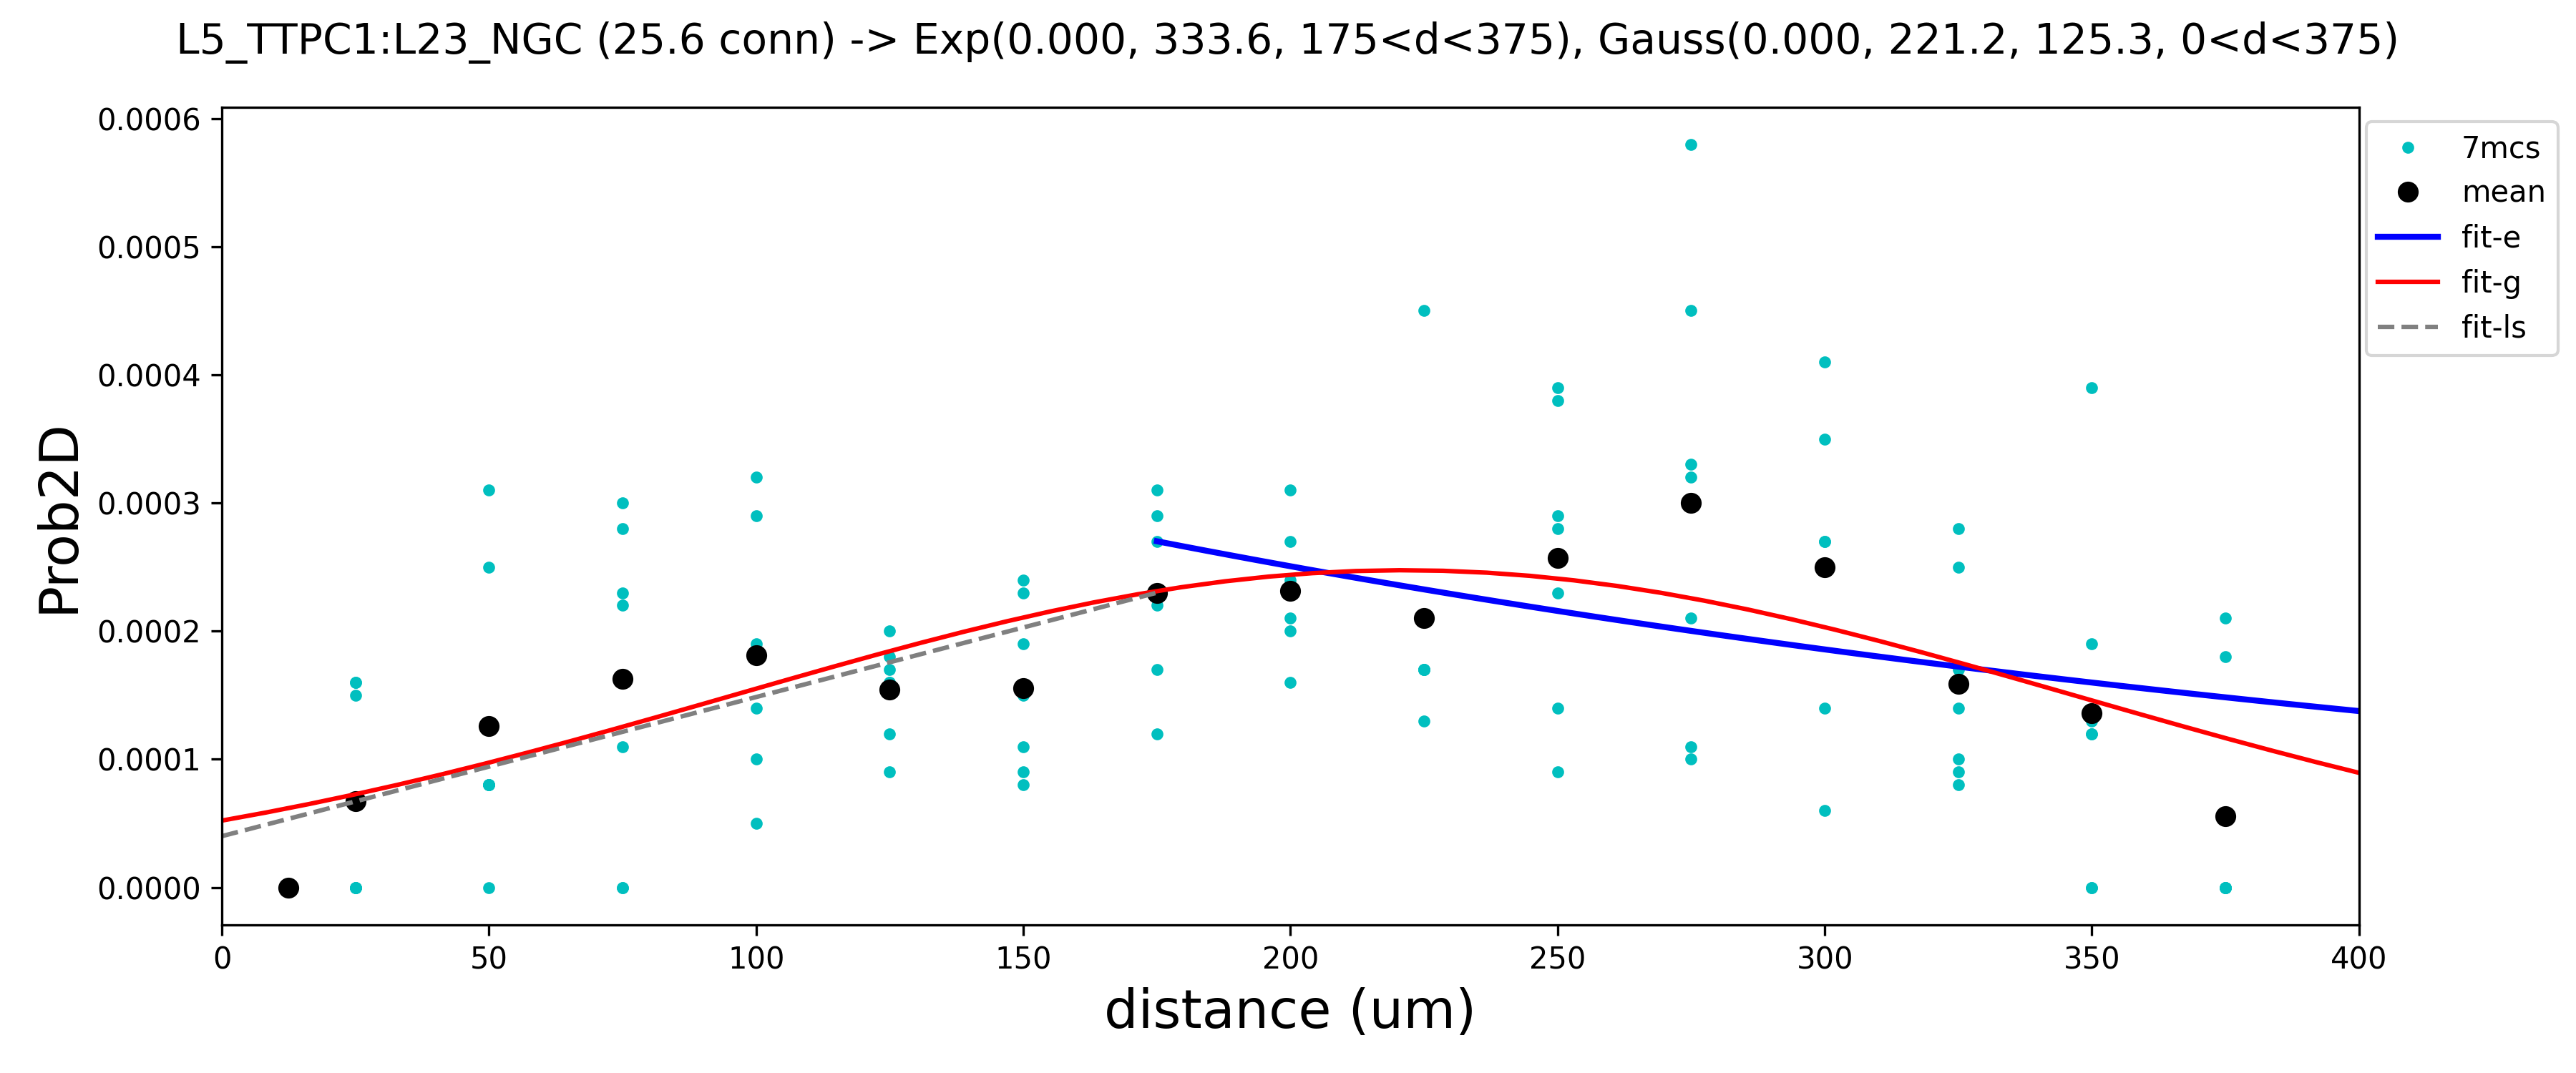 L5_TTPC1:L23_NGC (25.6 conn) -> Exp(0.000, 333.6, 175<d<375), Gauss(0.000, 221.2, 125.3, 0<d<375)
0.0006
0.0005
0.0004
0.0003
0.0002
0.0001
0.0000
Prob2D
0 50 100 150 200 250 300 350 400
distance (um)
7mcs
mean
fit-e
fit-g
fit-ls